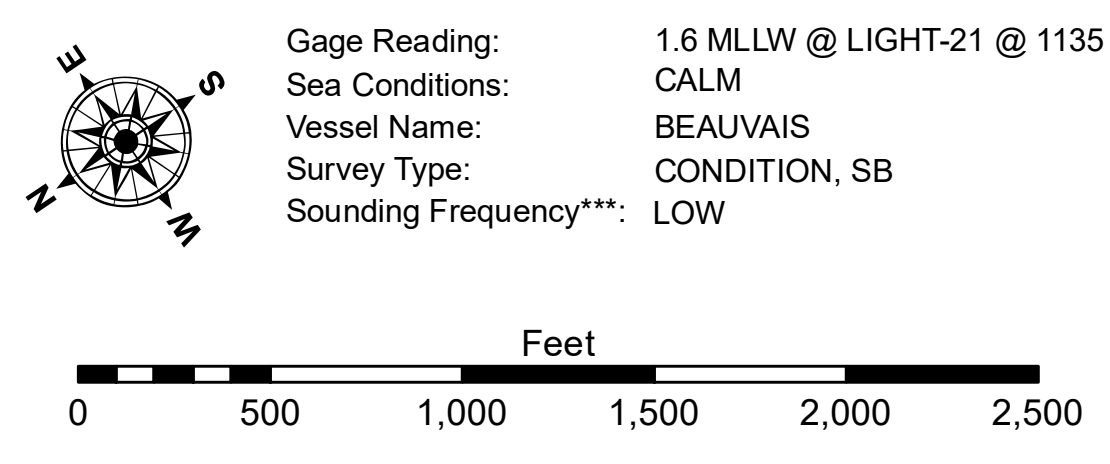 E
S
N
W
Gage Reading: 1.6 MLLW @ LIGHT-21 @ 1135
Sea Conditions: CALM
Vessel Name: BEAUVAIS
Survey Type: CONDITION, SB
Sounding Frequency***: LOW
Feet
0 500 1,000 1,500 2,000 2,500